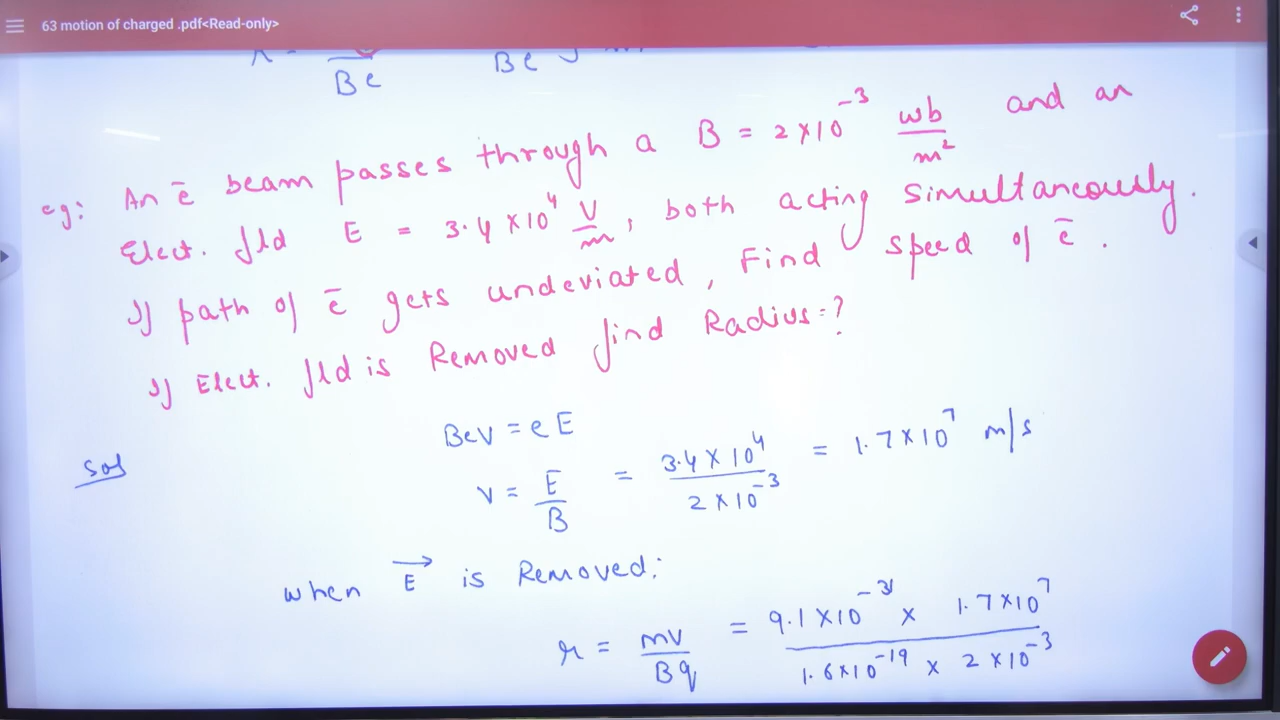 63 motion of charged .pdf<Read-only>
Be
Be
eg: An ē beam passes through a B = 2×10⁻³ wb/m² and an
Elect. fld E = 3.4 ×10⁴ V/m, both acting simultaneously.
If path of ē gets undeviated, Find speed of ē.
If Elect. fld is Removed find Radius=?
Sol BeV = eE
V = E/B = 3.4 × 10⁴/2 × 10⁻³ = 1.7×10⁷ m/s
when E⃗ is Removed:
r = mV/Bq = 9.1×10⁻³¹ × 1.7×10⁷/1.6×10⁻¹⁹ × 2×10⁻³